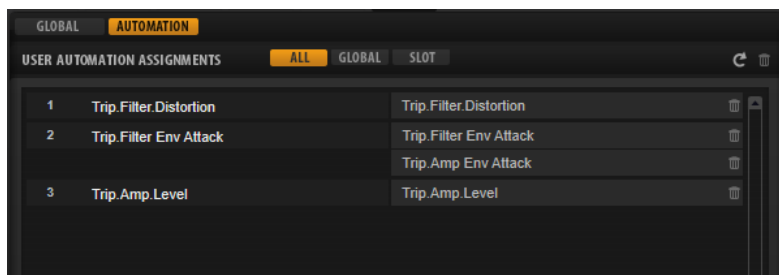 GLOBAL AUTOMATION
USER AUTOMATION ASSIGNMENTS ALL GLOBAL SLOT
1 Trip.Filter.Distortion Trip.Filter.Distortion
2 Trip.Filter Env Attack Trip.Filter Env Attack
Trip.Amp Env Attack
3 Trip.Amp.Level Trip.Amp.Level